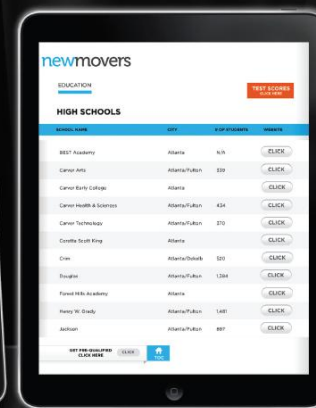 newmovers
EDUCATION
TEST SCORES
CLICK HERE
HIGH SCHOOLS
SCHOOL NAME CITY # OF STUDENTS WEBSITE
BEST Academy Atlanta N/A CLICK
Carver Arts Atlanta/Fulton 339 CLICK
Carver Early College Atlanta CLICK
Carver Health & Sciences Atlanta/Fulton 434 CLICK
Carver Technology Atlanta/Fulton 370 CLICK
Coretta Scott King Atlanta CLICK
Crim Atlanta/Dekalb 320 CLICK
Douglas Atlanta/Fulton 1,294 CLICK
Forest Hills Academy Atlanta CLICK
Henry W. Grady Atlanta/Fulton 1,481 CLICK
Jackson Atlanta/Fulton 887 CLICK
GET PRE-QUALIFIED
CLICK HERE
CLICK
TOC